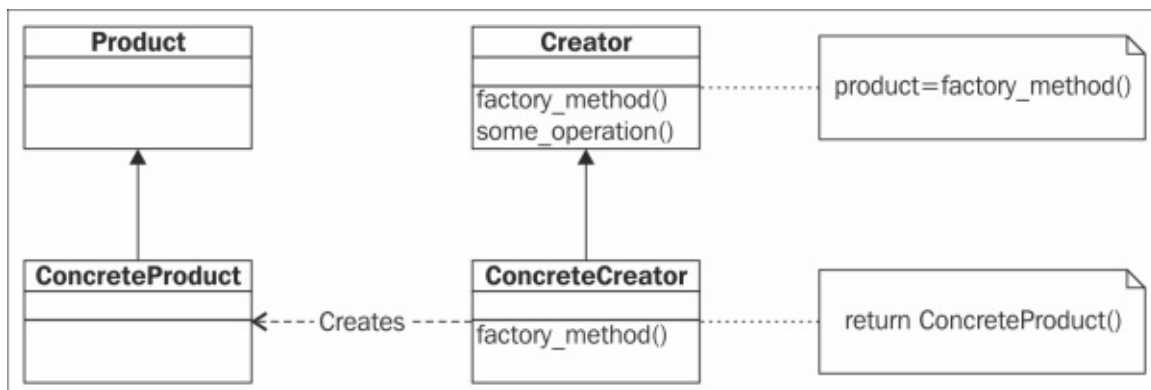 Product
Creator
factory_method()
some_operation()
product=factory_method()
ConcreteProduct
Creates
ConcreteCreator
factory_method()
return ConcreteProduct()